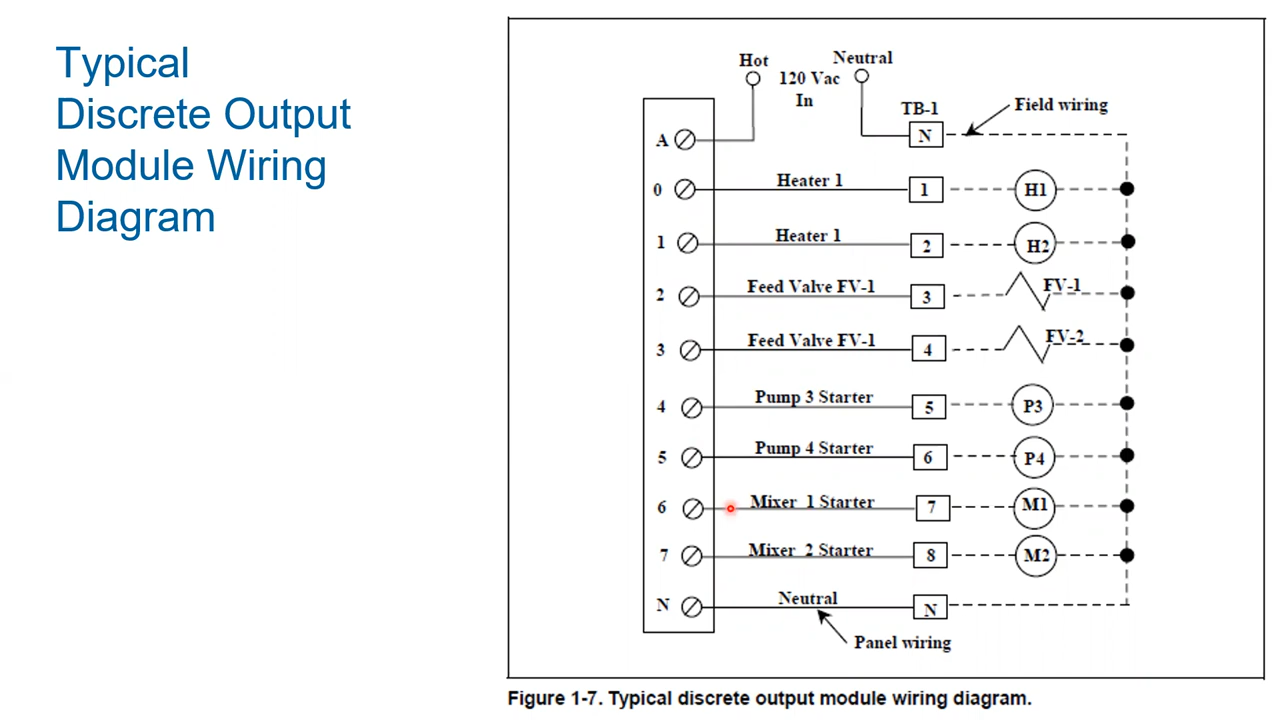 Typical
Discrete Output
Module Wiring
Diagram
Hot
Neutral
120 Vac
In
TB-1
Field wiring
A
N
0
Heater 1
1
H1
1
Heater 1
2
H2
2
Feed Valve FV-1
3
FV-1
3
Feed Valve FV-1
4
FV-2
4
Pump 3 Starter
5
P3
5
Pump 4 Starter
6
P4
6
Mixer 1 Starter
7
M1
7
Mixer 2 Starter
8
M2
N
Neutral
N
Panel wiring
Figure 1-7. Typical discrete output module wiring diagram.